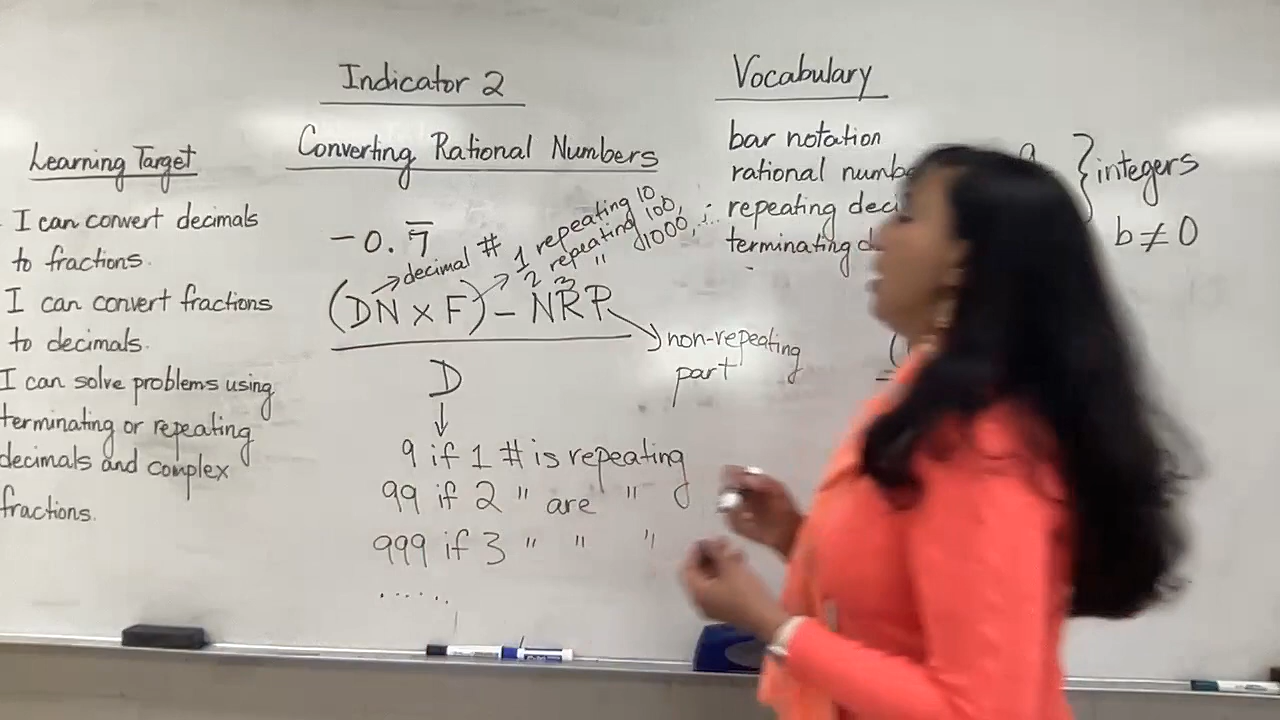 Indicator 2
Converting Rational Numbers
Learning Target
I can convert decimals
to fractions.
I can convert fractions
to decimals.
I can solve problems using
terminating or repeating
decimals and complex
fractions.
-0.7̅
decimal #
1 repeating 10
2 repeating 100,
3 " 1000, ...
(DN × F) - NRP
non-repeating
part
D
9 if 1 # is repeating
99 if 2 " are "
999 if 3 " " "
......
Vocabulary
bar notation
rational
repeating
terminating
} integers
b ≠ 0